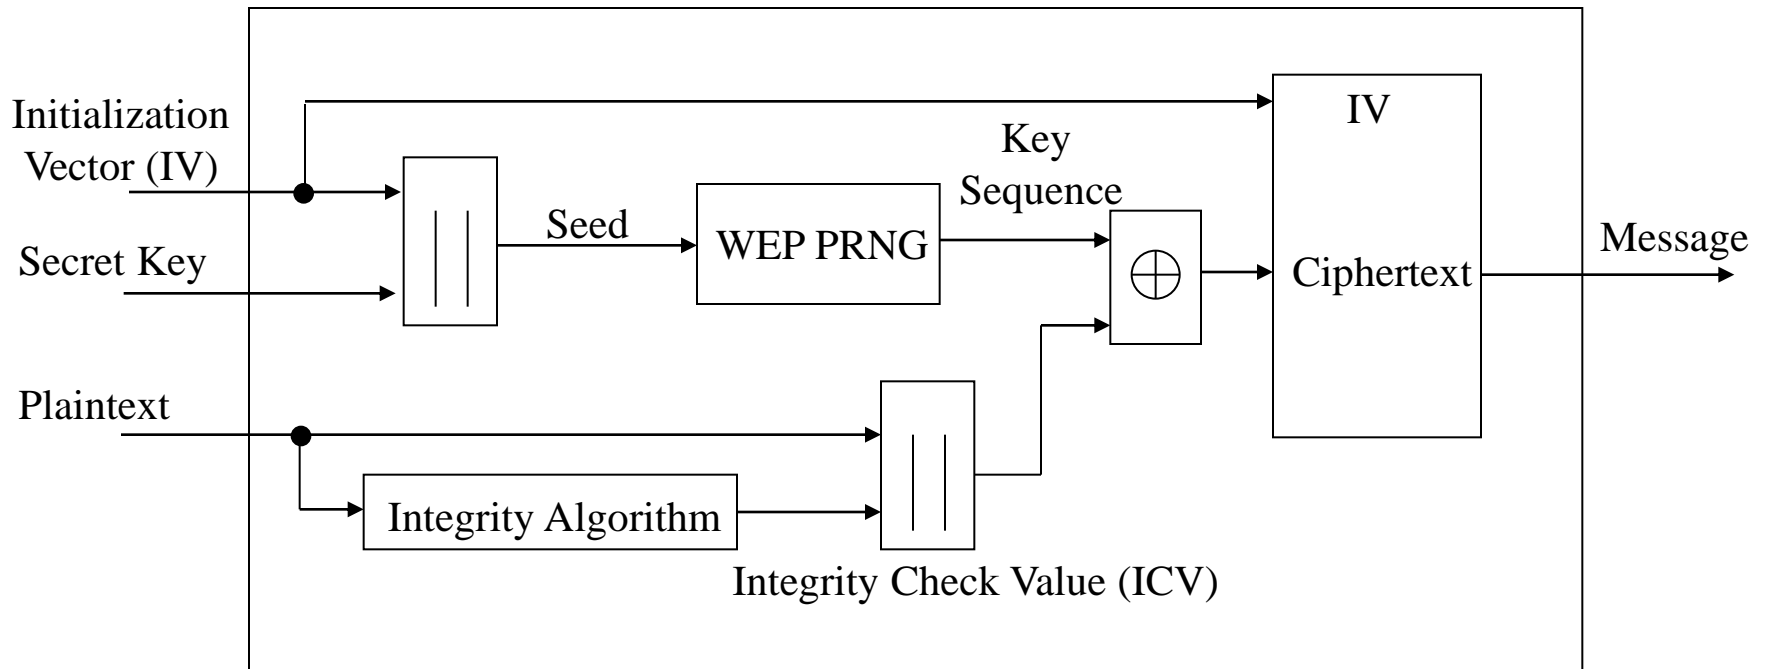 Initialization
Vector (IV)
IV
Key
Sequence
Seed
WEP PRNG
Message
Secret Key
Ciphertext
Plaintext
Integrity Algorithm
Integrity Check Value (ICV)